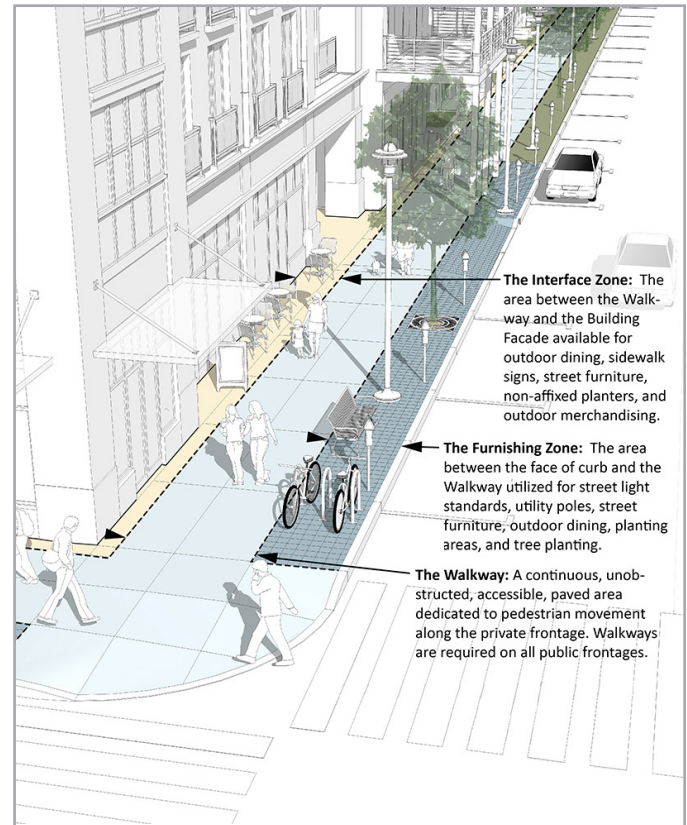 The Interface Zone: The
area between the Walk-
way and the Building
Facade available for
outdoor dining, sidewalk
signs, street furniture,
non-affixed planters, and
outdoor merchandising.
The Furnishing Zone: The area
between the face of curb and the
Walkway utilized for street light
standards, utility poles, street
furniture, outdoor dining, planting
areas, and tree planting.
The Walkway: A continuous, unob-
structed, accessible, paved area
dedicated to pedestrian movement
along the private frontage. Walkways
are required on all public frontages.